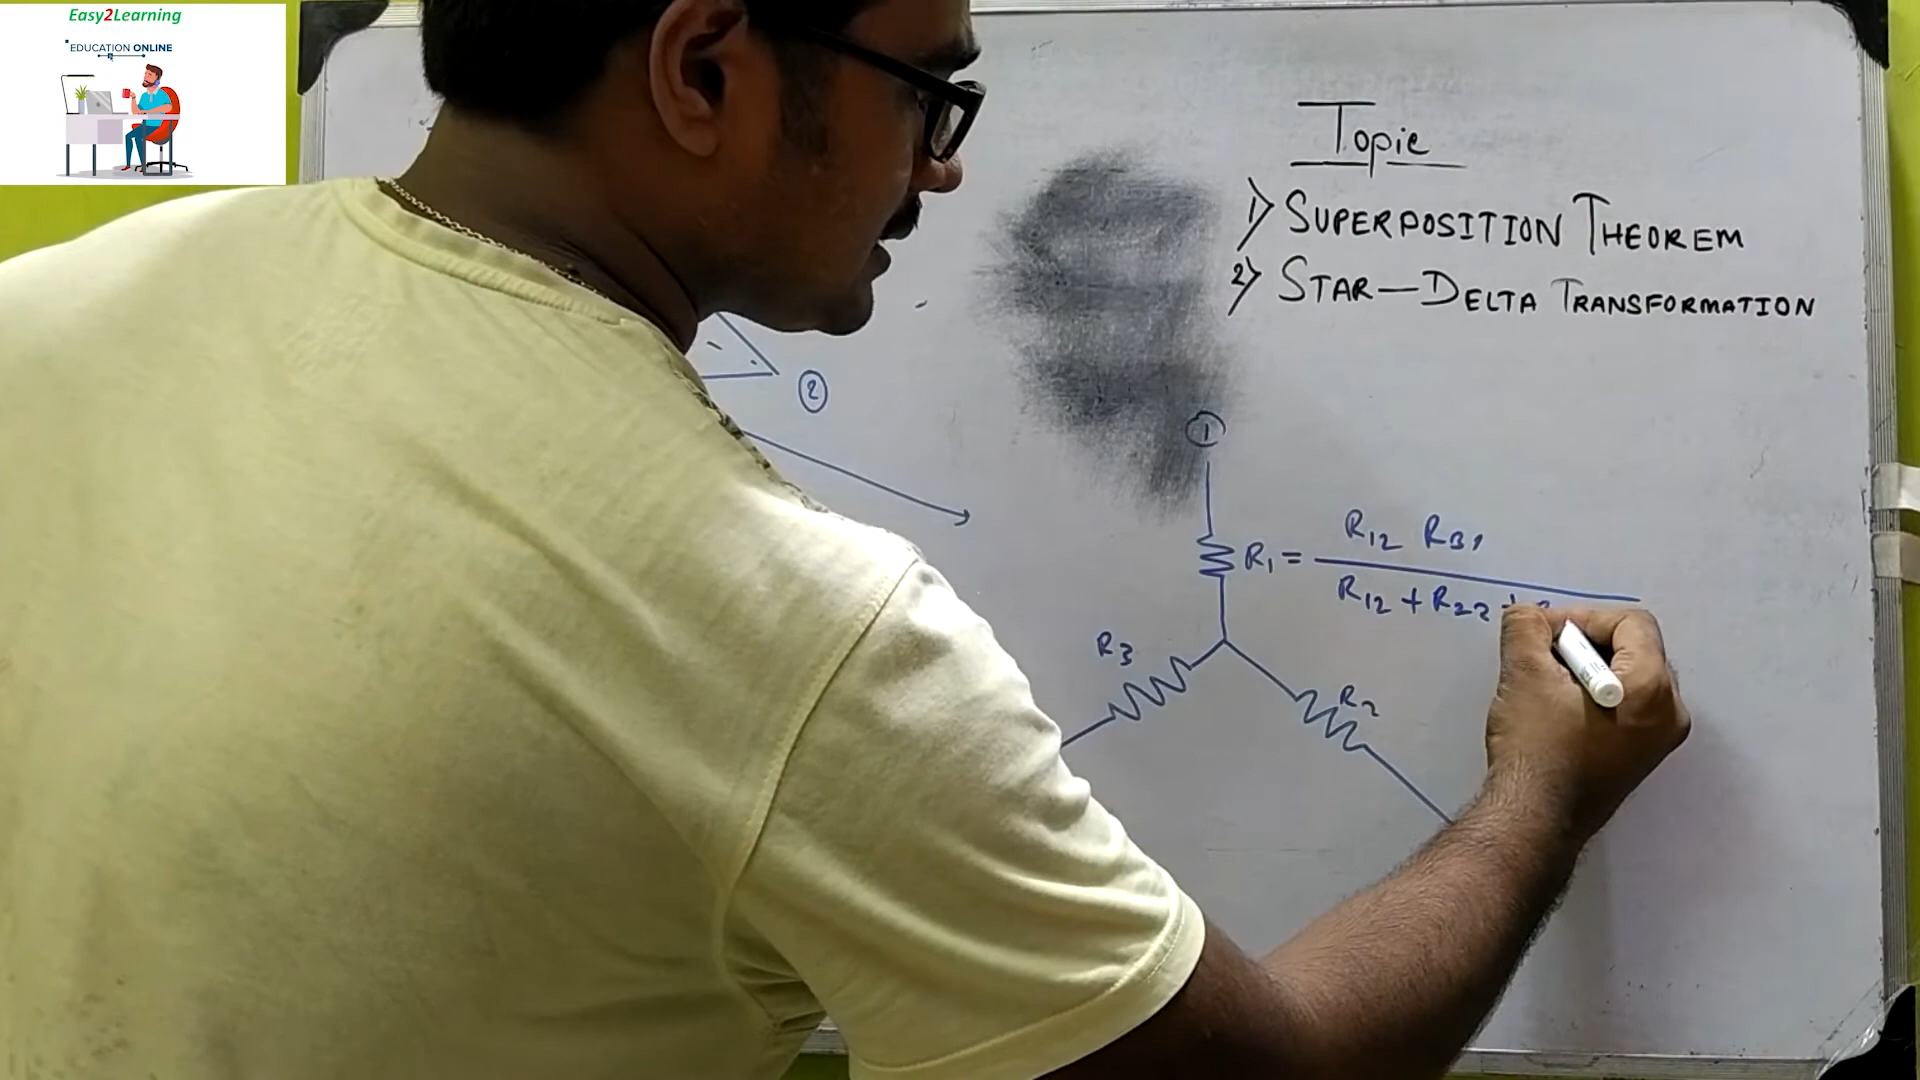 Easy2Learning
EDUCATION ONLINE
Topic
1) SUPERPOSITION THEOREM
2) STAR-DELTA TRANSFORMATION
2
1
R1 = R12 R31
R12 + R23 +
R3
R2